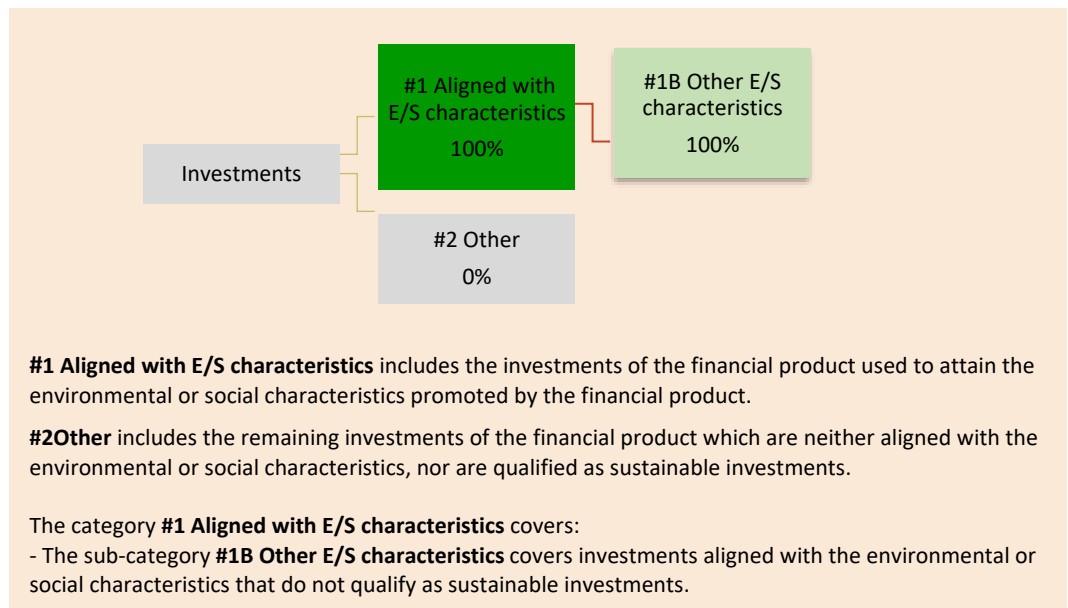 #1 Aligned with
E/S characteristics
100%
#1B Other E/S
characteristics
100%
Investments
#2 Other
0%
#1 Aligned with E/S characteristics includes the investments of the financial product used to attain the
environmental or social characteristics promoted by the financial product.
#2Other includes the remaining investments of the financial product which are neither aligned with the
environmental or social characteristics, nor are qualified as sustainable investments.
The category #1 Aligned with E/S characteristics covers:
- The sub-category #1B Other E/S characteristics covers investments aligned with the environmental or
social characteristics that do not qualify as sustainable investments.